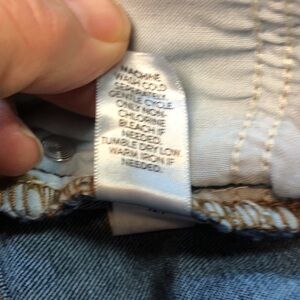 MACHINE
WASH COLD
SEPARATELY
GENTLE CYCLE.
ONLY NON-
CHLORINE
BLEACH IF
NEEDED.
TUMBLE DRY LOW
WARM IRON IF
NEEDED.